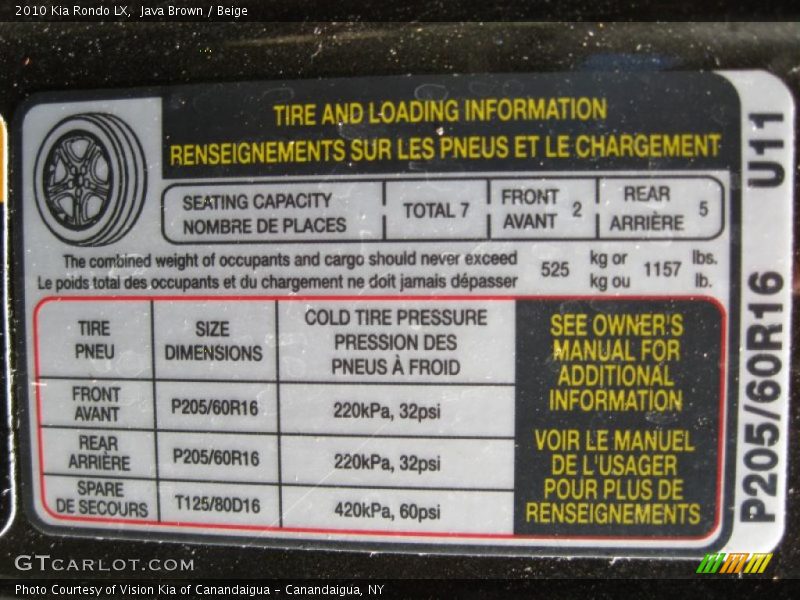 2010 Kia Rondo LX,  Java Brown / Beige
TIRE AND LOADING INFORMATION
RENSEIGNEMENTS SUR LES PNEUS ET LE CHARGEMENT
SEATING CAPACITY
NOMBRE DE PLACES
TOTAL 7
FRONT
AVANT
2
REAR
ARRIÈRE
5
The combined weight of occupants and cargo should never exceed
Le poids total des occupants et du chargement ne doit jamais dépasser
525
kg or
kg ou
1157
lbs.
lb.
TIRE
PNEU
SIZE
DIMENSIONS
COLD TIRE PRESSURE
PRESSION DES
PNEUS À FROID
FRONT
AVANT
P205/60R16
220kPa, 32psi
REAR
ARRIÈRE
P205/60R16
220kPa, 32psi
SPARE
DE SECOURS
T125/80D16
420kPa, 60psi
SEE OWNER'S
MANUAL FOR
ADDITIONAL
INFORMATION
VOIR LE MANUEL
DE L'USAGER
POUR PLUS DE
RENSEIGNEMENTS
P205/60R16 U11
GTCARLOT.COM
Photo Courtesy of Vision Kia of Canandaigua – Canandaigua, NY